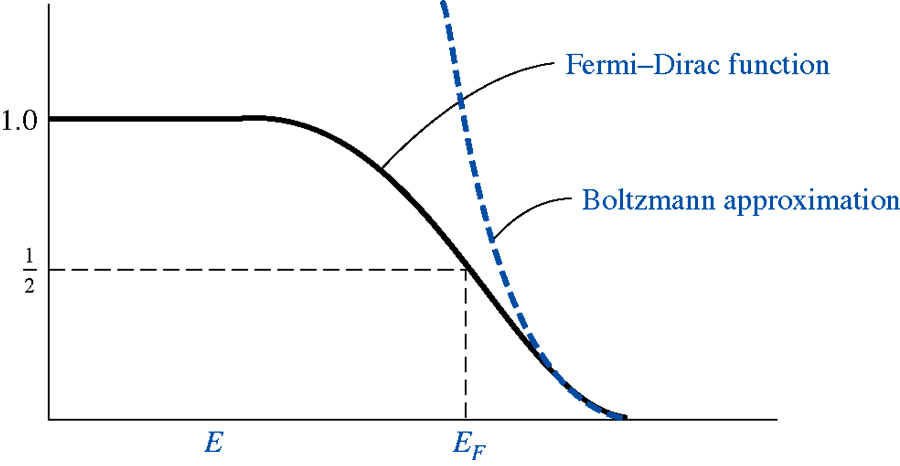 Fermi–Dirac function
1.0
Boltzmann approximation
1
2
E
E_F